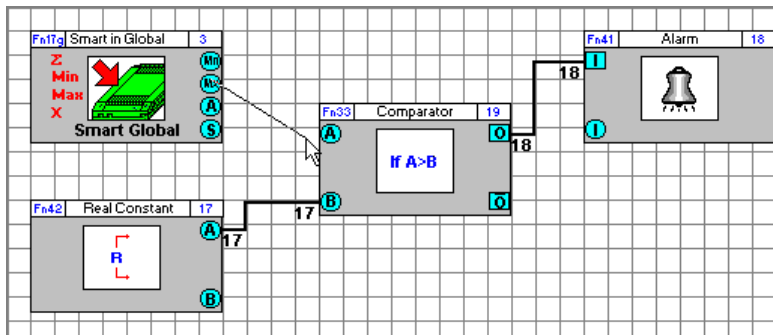 Fn17g Smart in Global 3
Σ
Min
Max
X
Mn
Mx
A
S
Smart Global
Fn33 Comparator 19
A
B
If A>B
O
O
18
Fn41 Alarm 18
18
I
I
Fn42 Real Constant 17
R
A
B
17
17